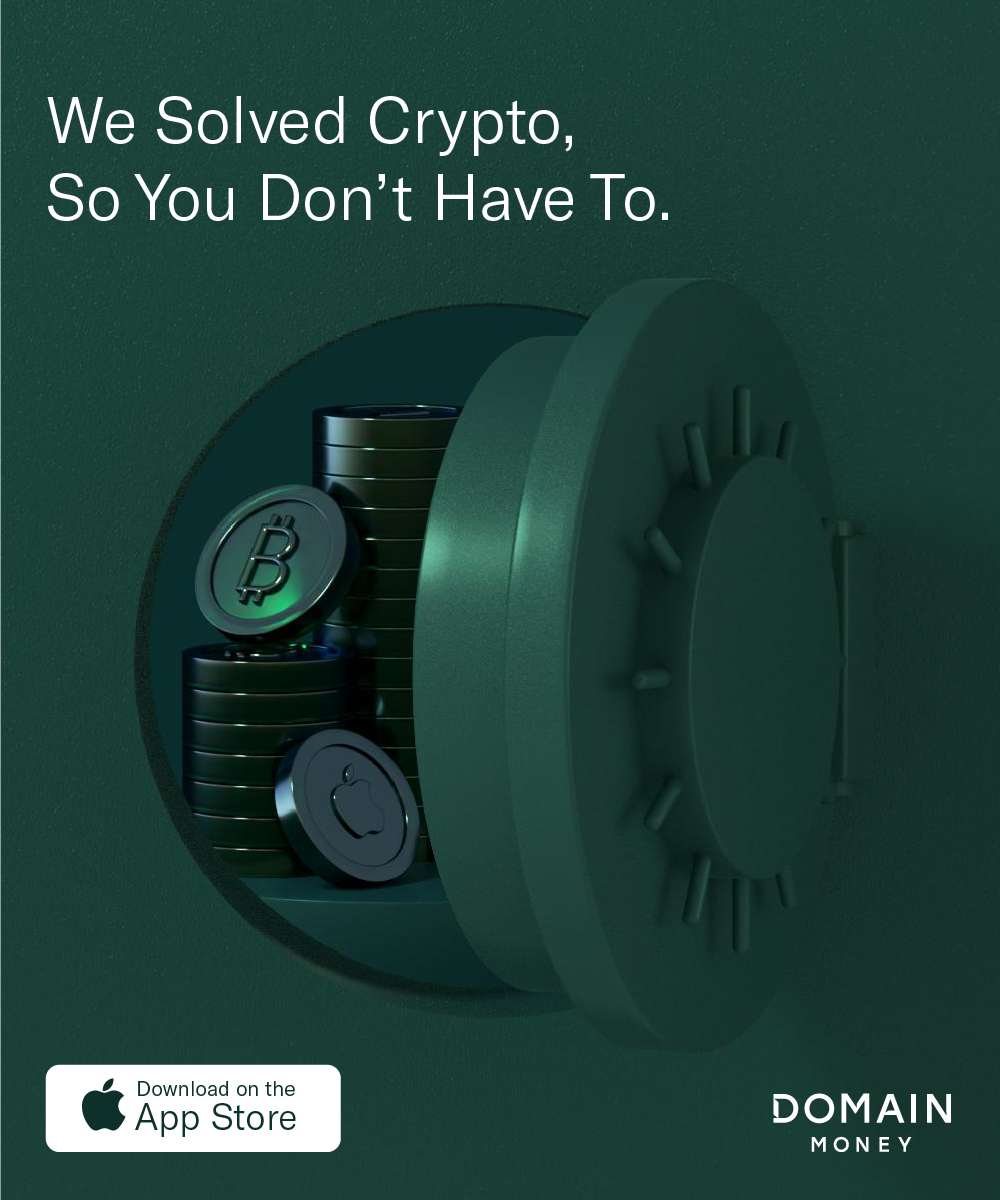 We Solved Crypto,
So You Don’t Have To.
B
Download on the
App Store
DOMAIN
MONEY